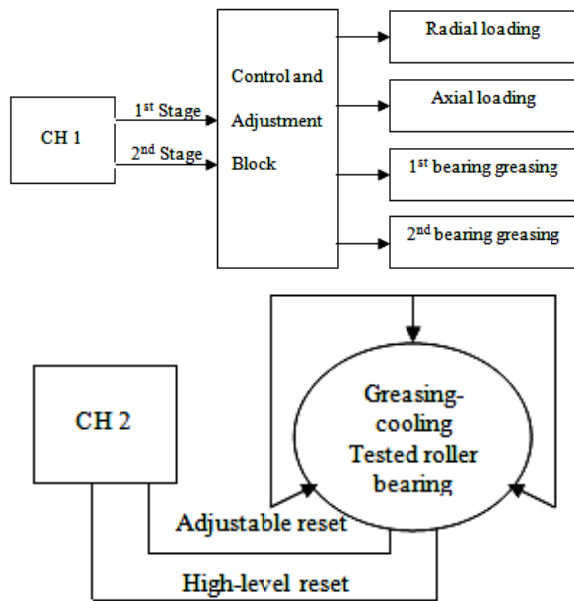 CH 1
1st Stage
2nd Stage
Control and
Adjustment
Block
Radial loading
Axial loading
1st bearing greasing
2nd bearing greasing
CH 2
Greasing-
cooling
Tested roller
bearing
Adjustable reset
High-level reset